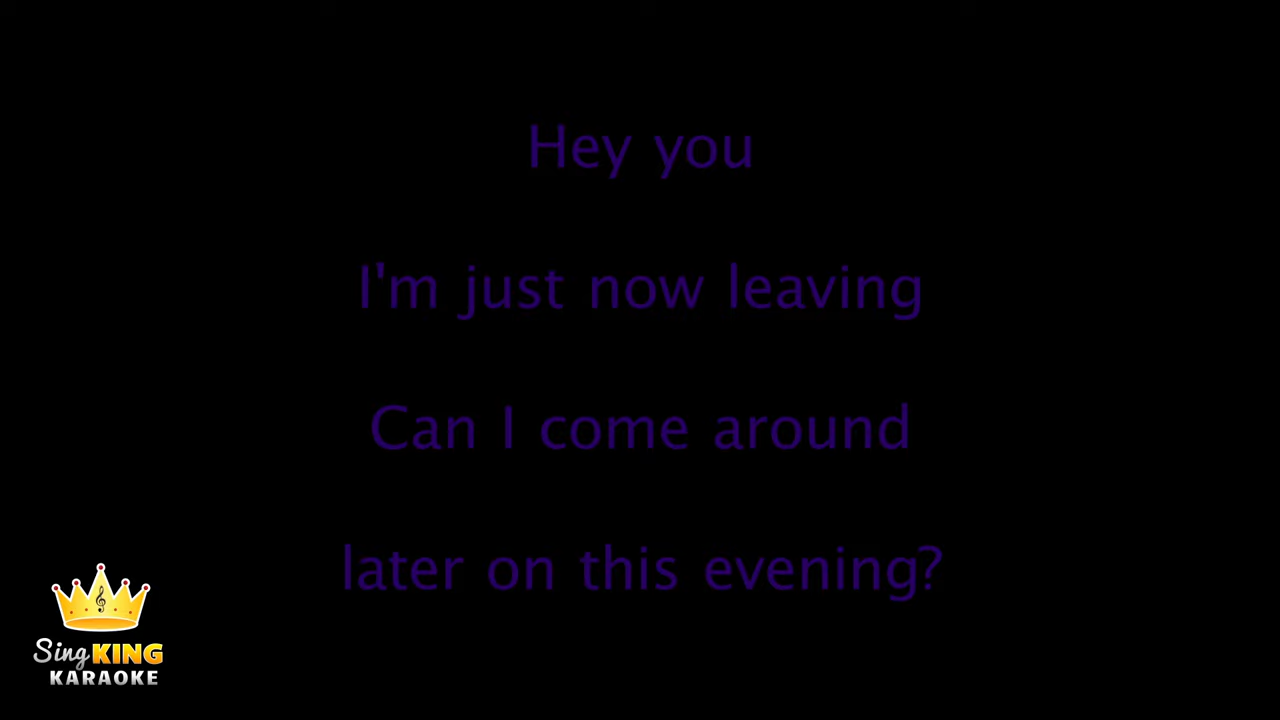 Hey you
I'm just now leaving
Can I come around
later on this evening?
Sing KING
KARAOKE